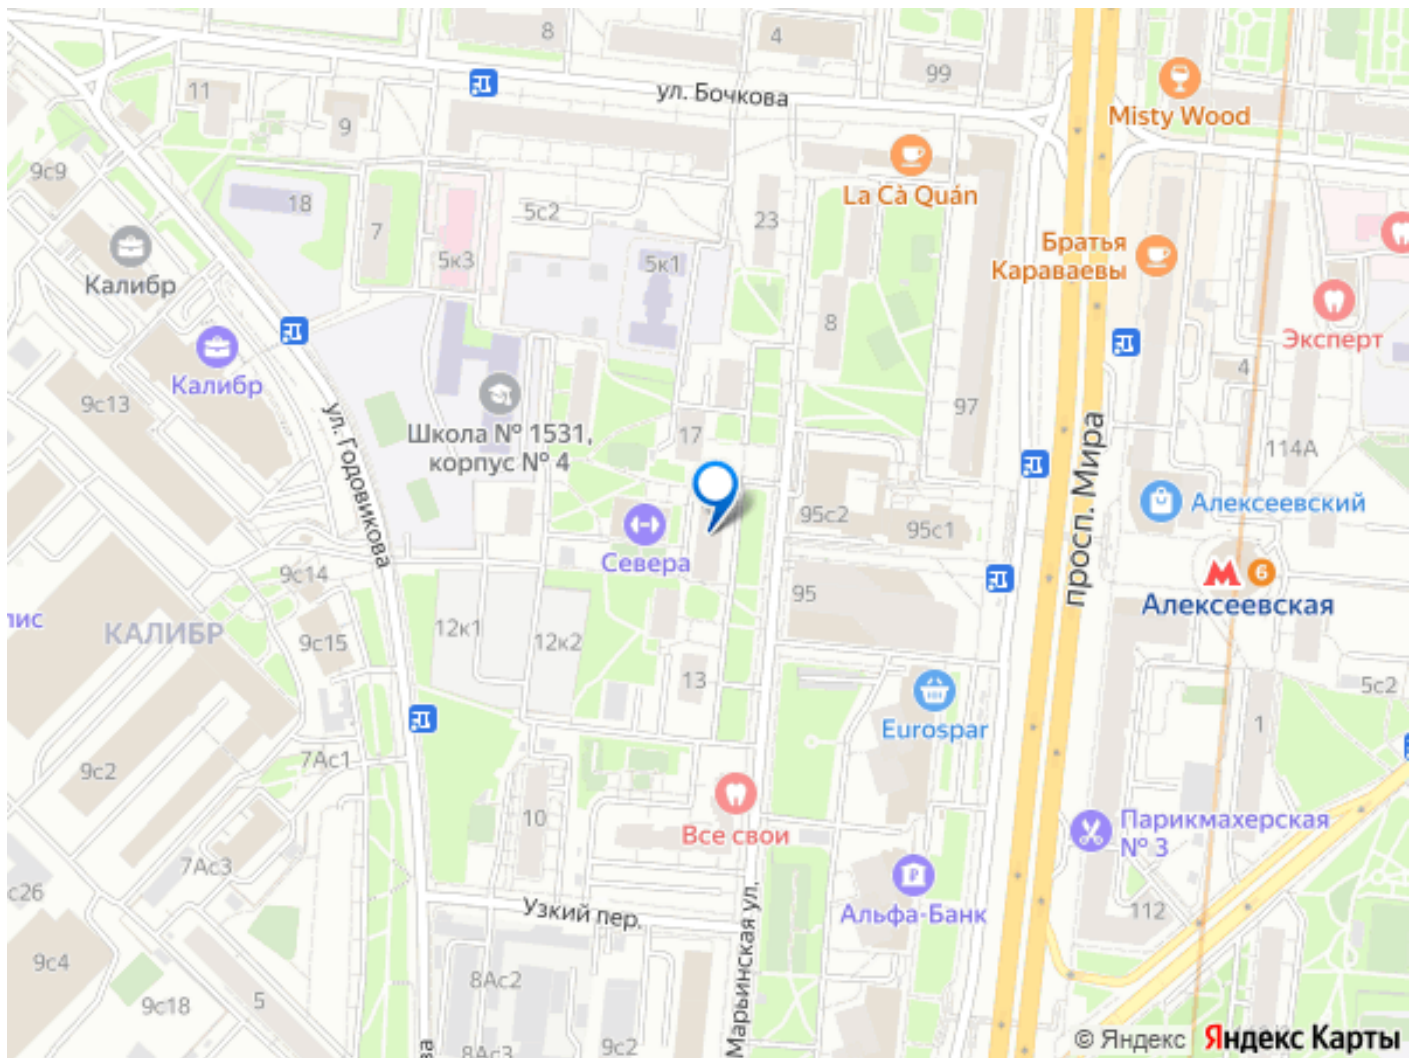 8
4
99
11
ул. Бочкова
Misty Wood
9
9с9
La Cà Quán
18
5с2
23
7
Братья
Караваевы
5к3
5к1
Калибр
8
Эксперт
Калибр
4
9с13
97
ул. Годовикова
Школа № 1531,
корпус № 4
17
114А
просп. Мира
Алексеевский
95с2
95с1
Севера
9с14
6
95
Алексеевская
лис
КАЛИБР
9с15
12к1
12к2
13
5с2
Eurospar
1
7Ас1
9с2
10
Все свои
Парикмахерская
№ 3
7Ас3
с26
Альфа-Банк
Узкий пер.
112
Марьинская ул.
9с4
8Ас2
9с18
5
ва
8Ас3
9с2
© Яндекс Яндекс Карты